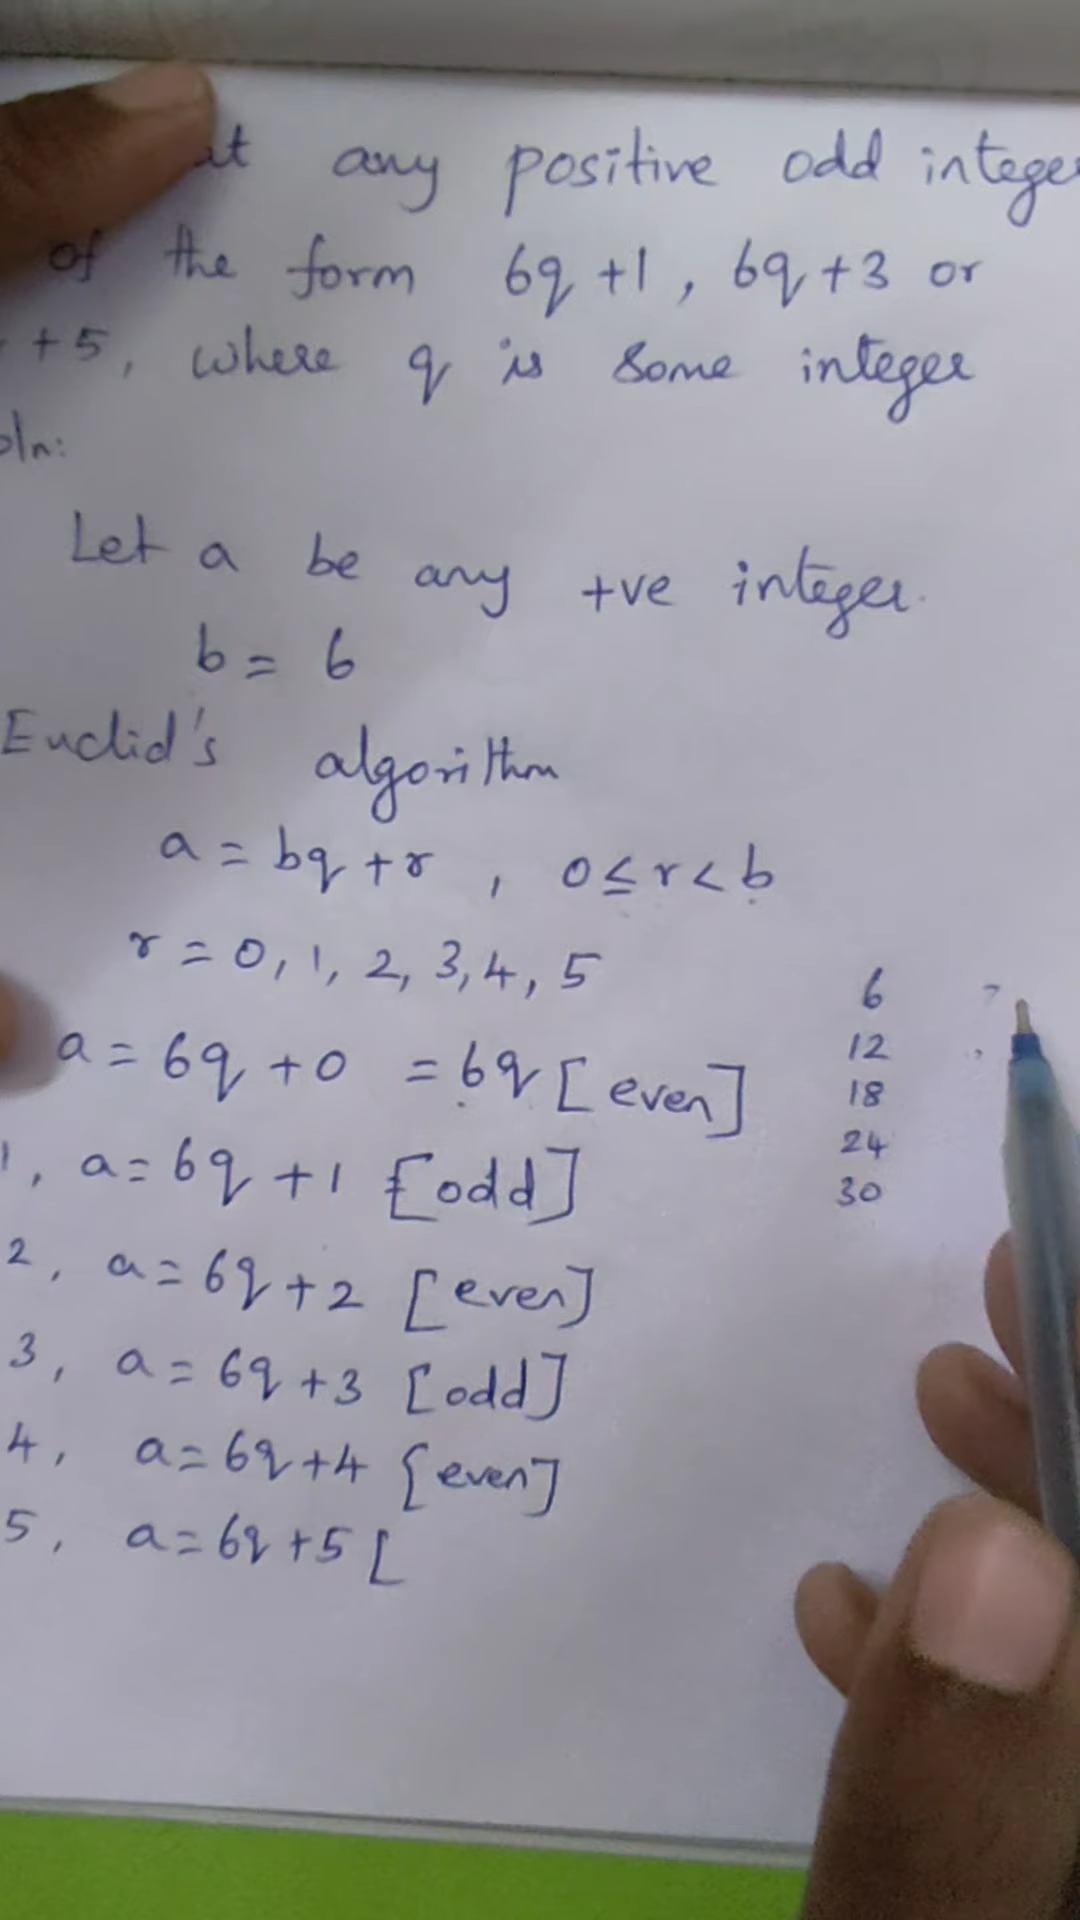 at any positive odd intege
of the form 6q +1, 6q +3 or
+5, where q is some integer
oln:
Let a be any +ve integer.
b = 6
Euclid's algorithm
a = bq + r , 0 ≤ r < b
r = 0, 1, 2, 3, 4, 5
a = 6q + 0 = 6q [even]
1, a = 6q + 1 [odd]
2, a = 6q + 2 [even]
3, a = 6q + 3 [odd]
4, a = 6q + 4 [even]
5, a = 6q + 5 [
6
12
18
24
30